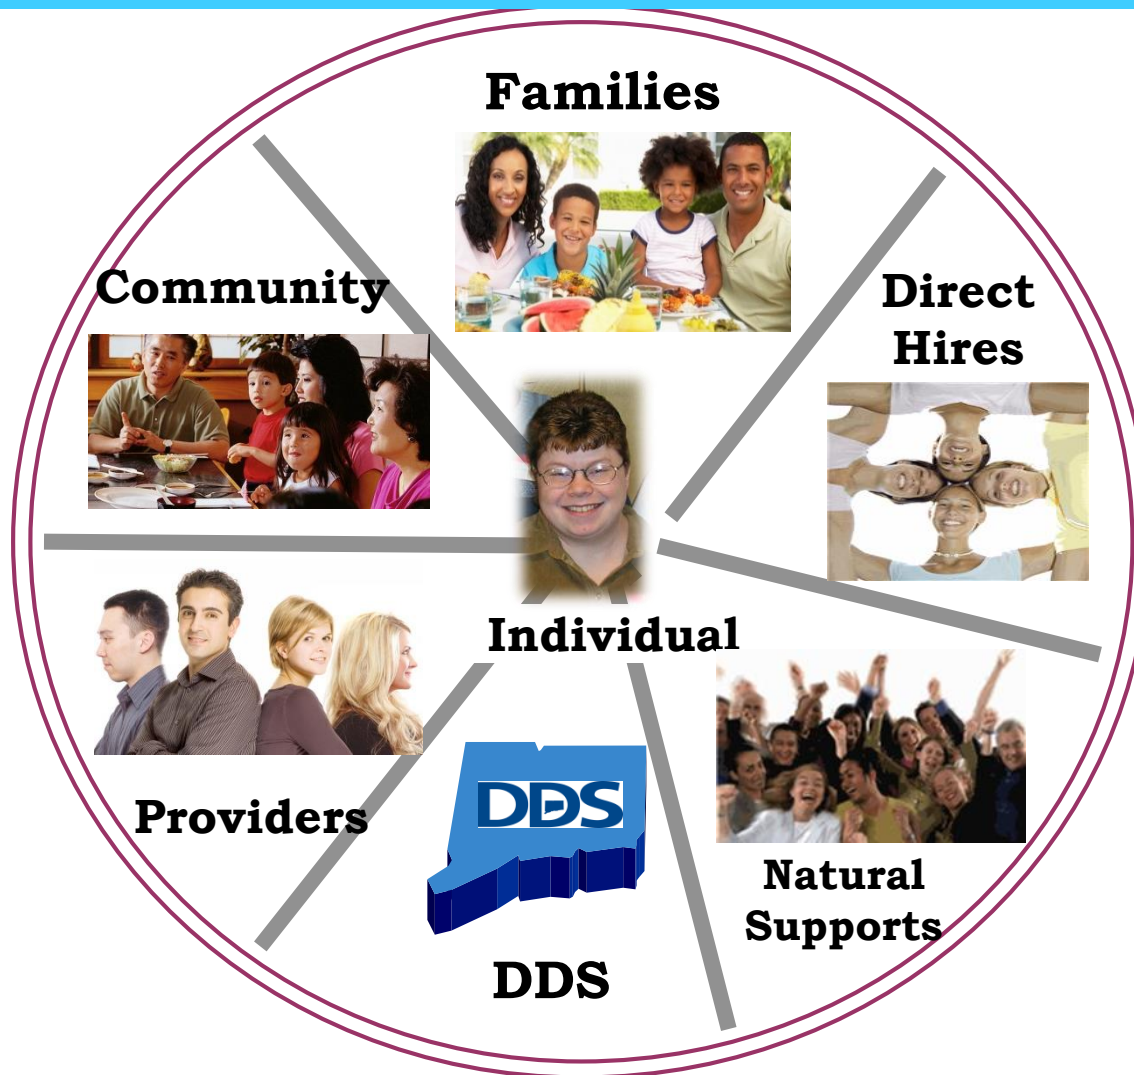 Families
Community
Direct
Hires
Individual
Providers
DDS
Natural
Supports
DDS